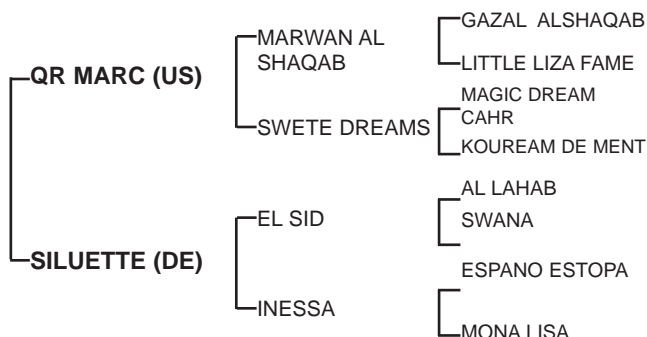 QR MARC (US)
MARWAN AL
SHAQAB
GAZAL ALSHAQAB
LITTLE LIZA FAME
SWETE DREAMS
MAGIC DREAM
CAHR
KOUREAM DE MENT
SILUETTE (DE)
EL SID
AL LAHAB
SWANA
INESSA
ESPANO ESTOPA
MONA LISA